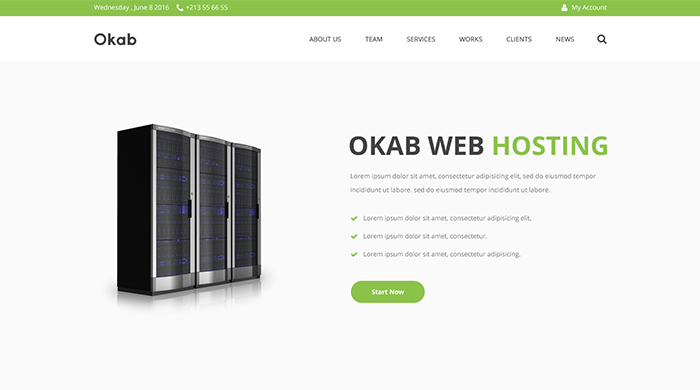 Wednesday , June 8 2016 +213 55 66 55 My Account
Okab ABOUT US TEAM SERVICES WORKS CLIENTS NEWS
OKAB WEB HOSTING
Lorem ipsum dolor sit amet, consectetur adipisicing elit, sed do eiusmod tempor
incididunt ut labore. sed do eiusmod tempor incididunt ut labore.
Lorem ipsum dolor sit amet, consectetur adipisicing elit,
Lorem ipsum dolor sit amet, consectetur.
Lorem ipsum dolor sit amet, consectetur adipisicing.
Start Now